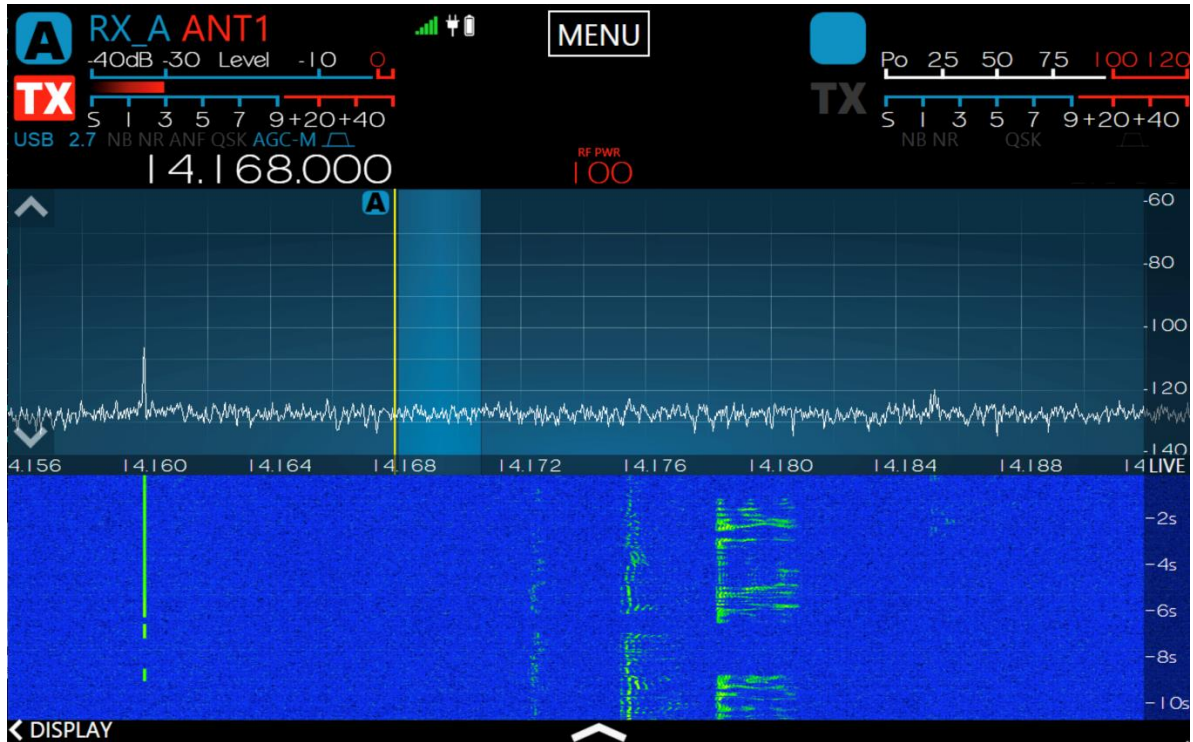 A RX_A ANT1
-40dB -30 Level -10 0
TX
S 1 3 5 7 9+20+40
USB 2.7 NB NR ANF QSK AGC-M
14.168.000
MENU
RF PWR
100
Po 25 50 75 100 120
TX
S 1 3 5 7 9+20+40
NB NR QSK
A
-60
-80
-100
-120
-140
4.156 14.160 14.164 14.168 14.172 14.176 14.180 14.184 14.188 14 LIVE
-2s
-4s
-6s
-8s
-10s
< DISPLAY